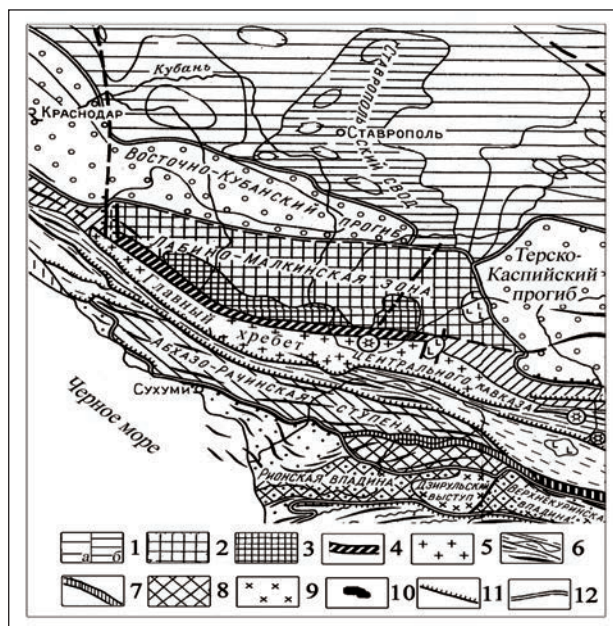 Кубань
КРАСНОДАР
СТАВРОПОЛЬСКИЙ СВОД
СТАВРОПОЛЬ
ВОСТОЧНО-КУБАНСКИЙ ПРОГИБ
ЛАБИНО-МАЛКИНСКАЯ ЗОНА
Терско-
Каспийский
прогиб
ГЛАВНЫЙ хребет ЦЕНТРАЛЬНОГО КАВКАЗА
АБХАЗО-РАЧИНСКАЯ СТУПЕНЬ
СУХУМИ
Черное море
РИОНСКАЯ ВПАДИНА
ДЗИРУЛЬСКИЙ
ВЫСТУП
ВЕРХНЕКУРИНСКАЯ
ВПАДИНА
а б 1 2 3 4 5 6
7 8 9 10 11 12